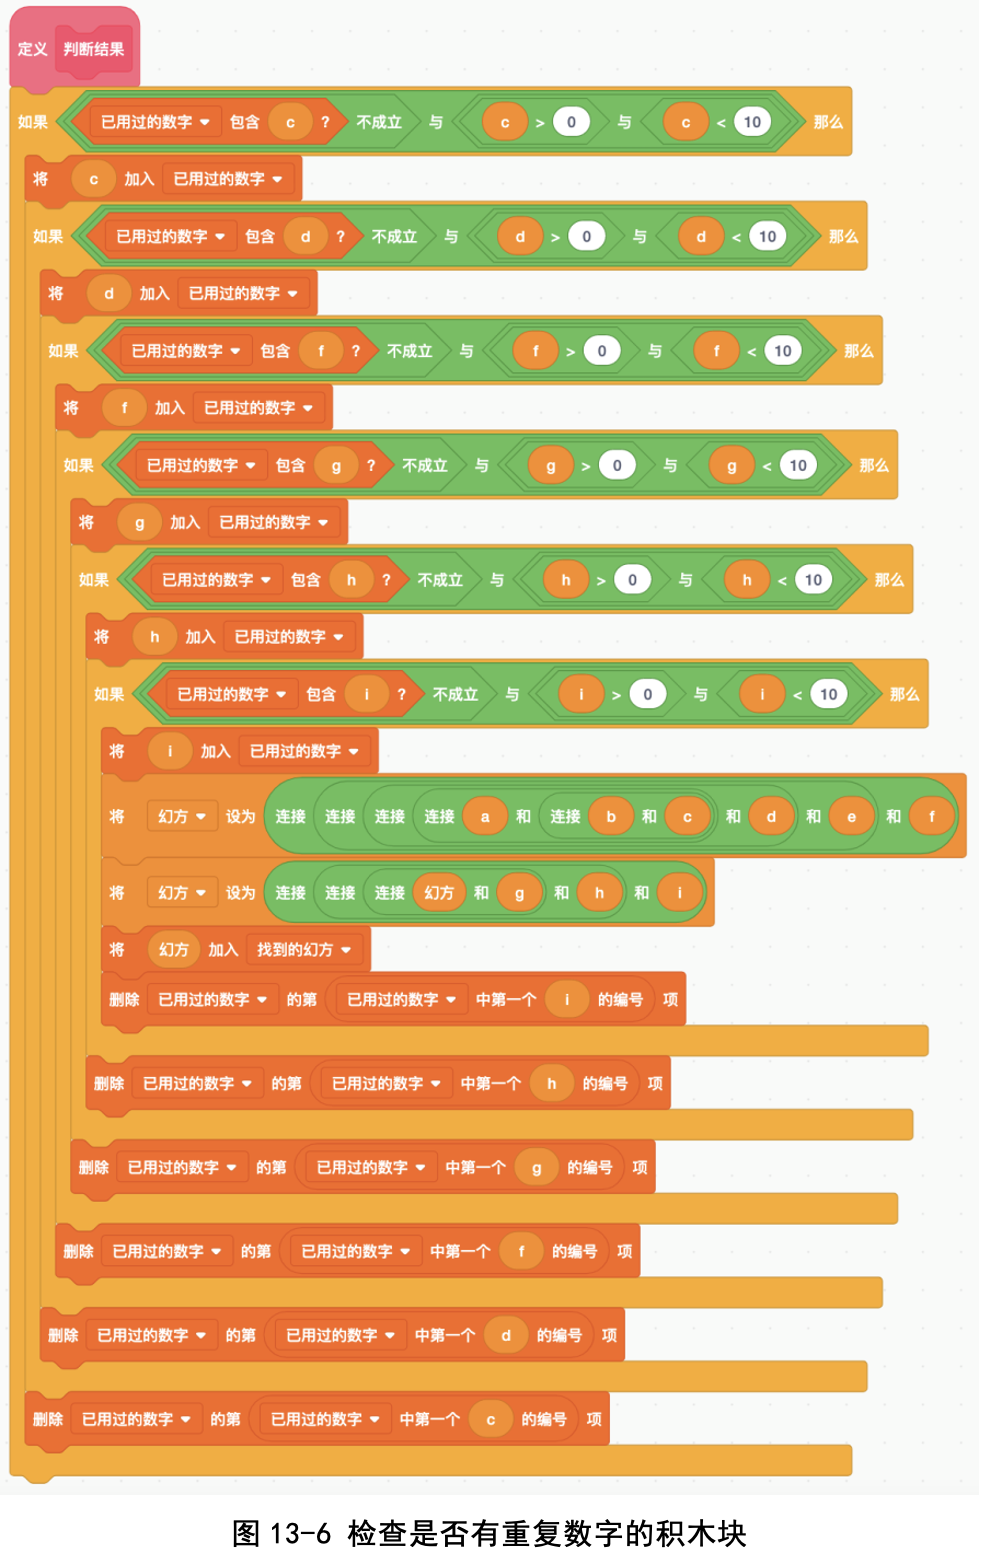 定义 判断结果
如果 已用过的数字 包含 c ? 不成立 与 c > 0 与 c < 10 那么
将 c 加入 已用过的数字
如果 已用过的数字 包含 d ? 不成立 与 d > 0 与 d < 10 那么
将 d 加入 已用过的数字
如果 已用过的数字 包含 f ? 不成立 与 f > 0 与 f < 10 那么
将 f 加入 已用过的数字
如果 已用过的数字 包含 g ? 不成立 与 g > 0 与 g < 10 那么
将 g 加入 已用过的数字
如果 已用过的数字 包含 h ? 不成立 与 h > 0 与 h < 10 那么
将 h 加入 已用过的数字
如果 已用过的数字 包含 i ? 不成立 与 i > 0 与 i < 10 那么
将 i 加入 已用过的数字
将 幻方 设为 连接 连接 连接 连接 a 和 连接 b 和 c 和 d 和 e 和 f
将 幻方 设为 连接 连接 连接 幻方 和 g 和 h 和 i
将 幻方 加入 找到的幻方
删除 已用过的数字 的第 已用过的数字 中第一个 i 的编号 项
删除 已用过的数字 的第 已用过的数字 中第一个 h 的编号 项
删除 已用过的数字 的第 已用过的数字 中第一个 g 的编号 项
删除 已用过的数字 的第 已用过的数字 中第一个 f 的编号 项
删除 已用过的数字 的第 已用过的数字 中第一个 d 的编号 项
删除 已用过的数字 的第 已用过的数字 中第一个 c 的编号 项
图 13-6 检查是否有重复数字的积木块